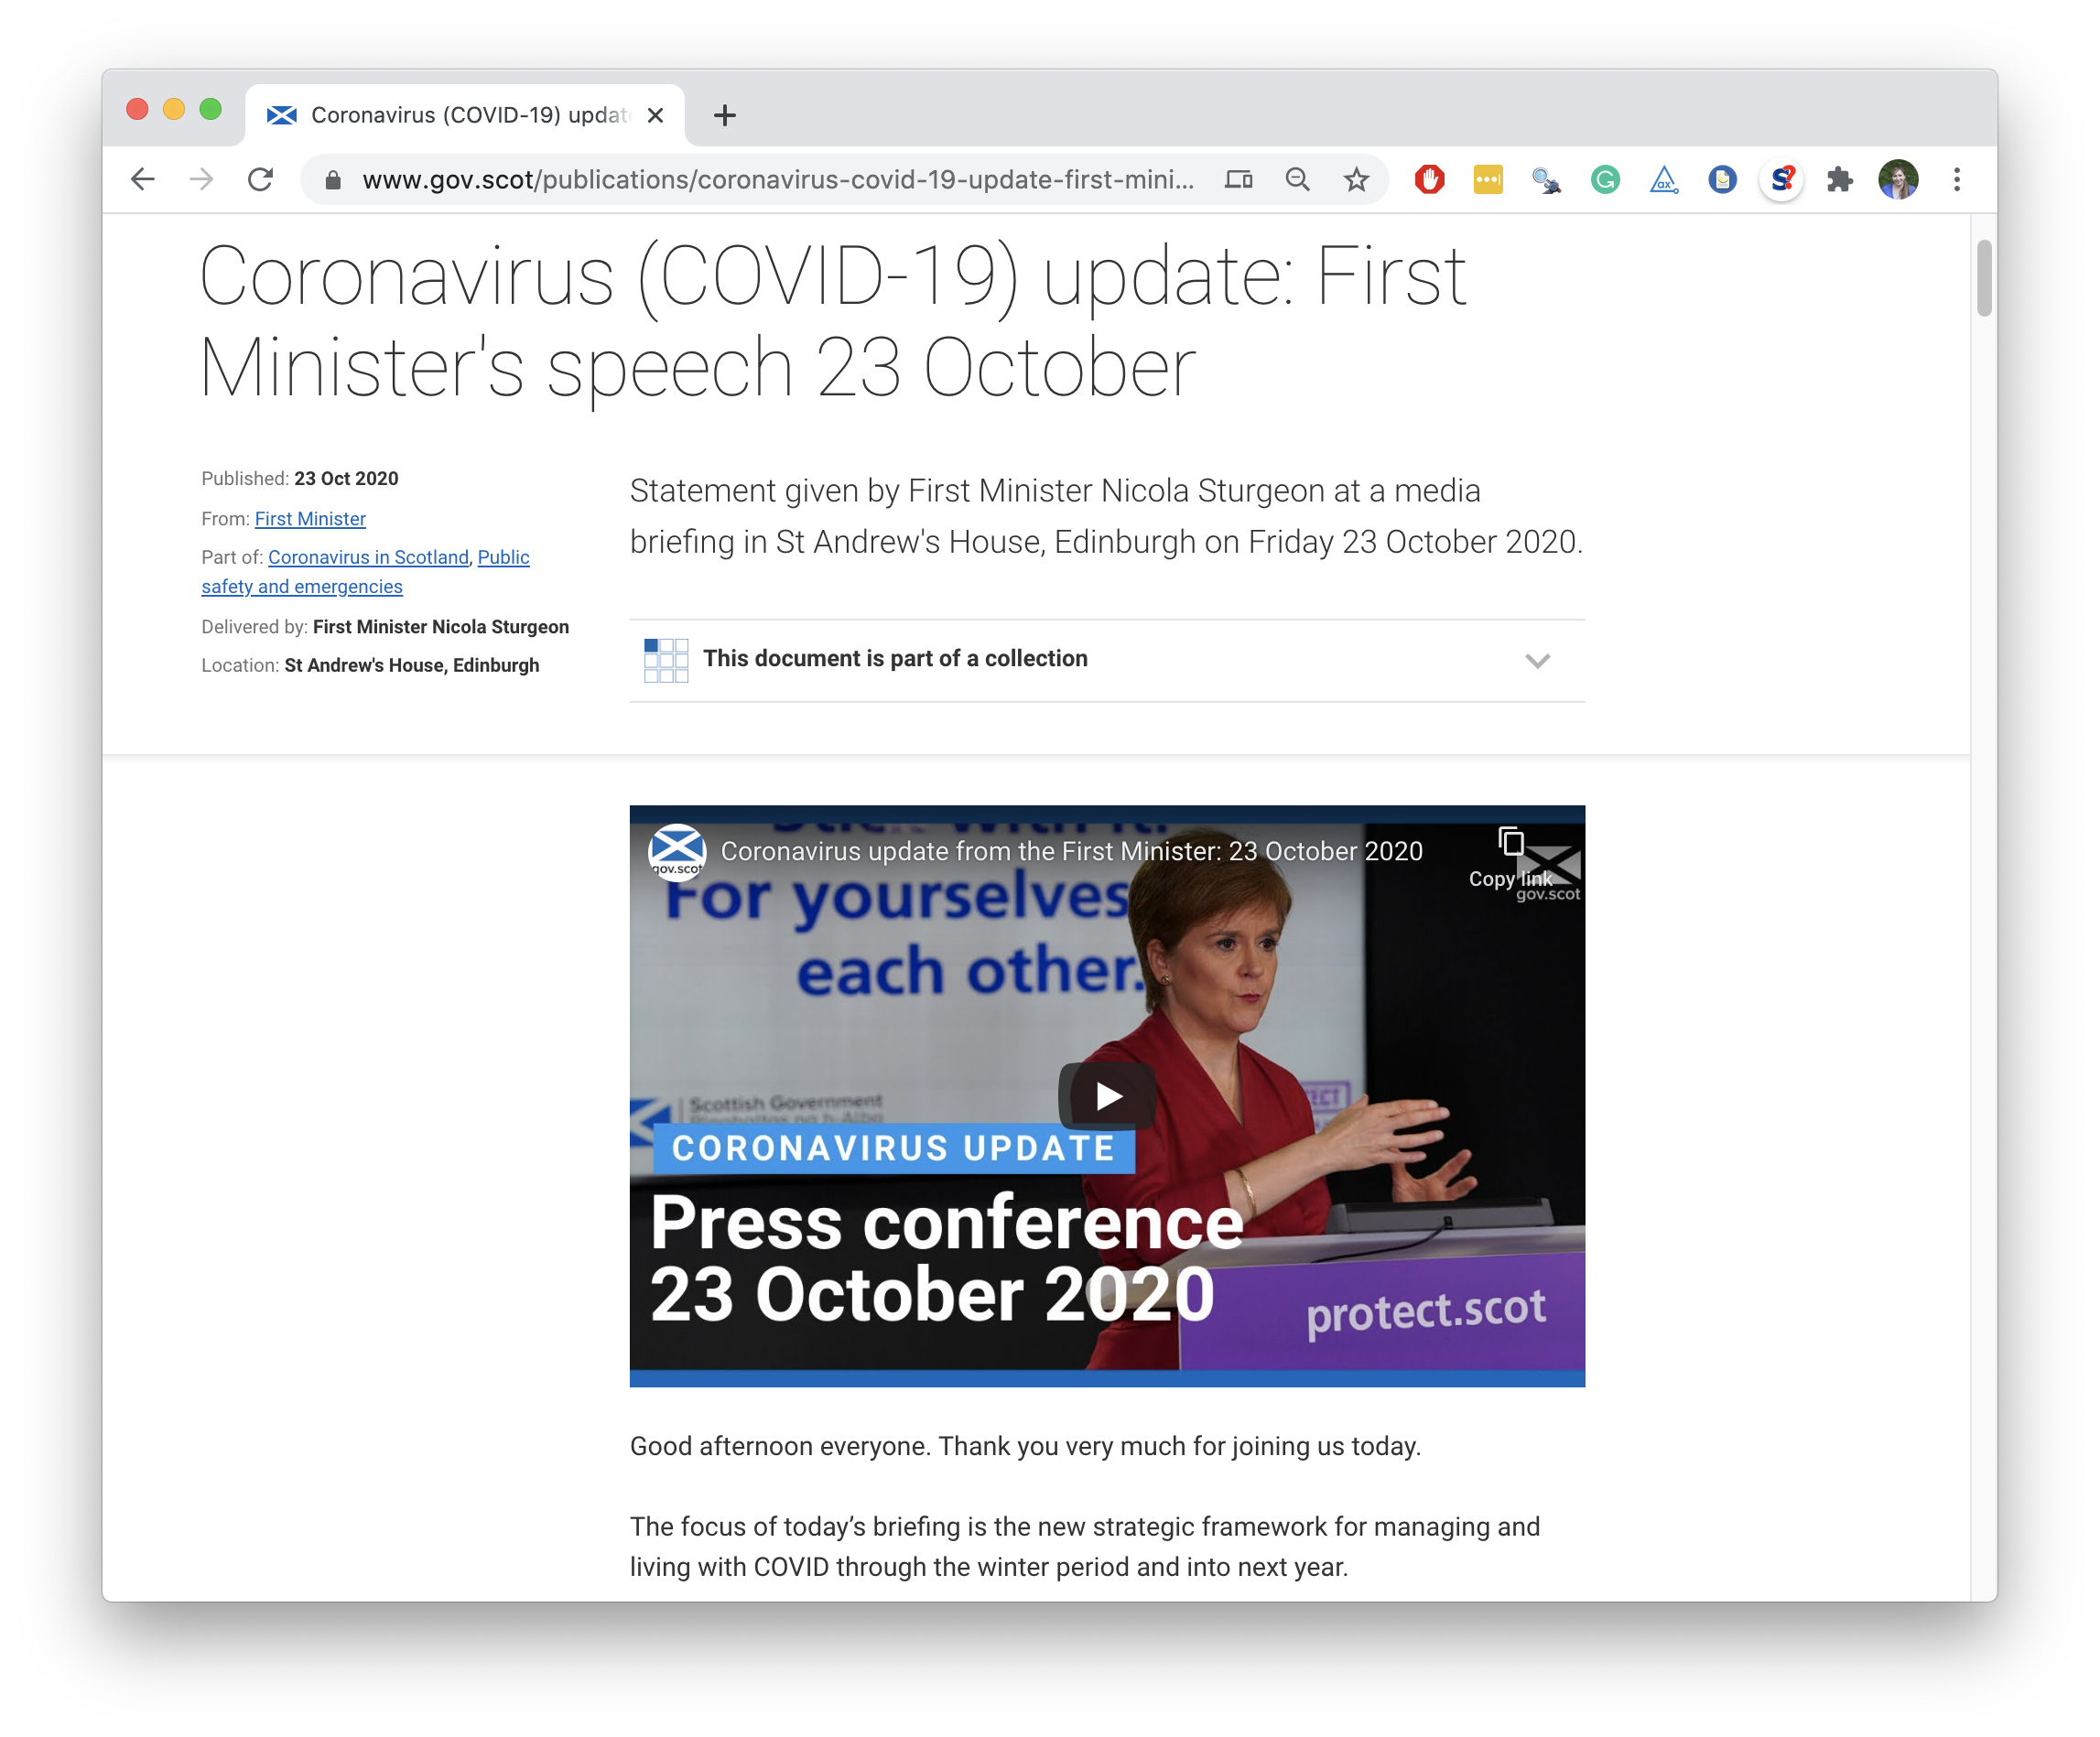 Coronavirus (COVID-19) updat
www.gov.scot/publications/coronavirus-covid-19-update-first-mini...
Coronavirus (COVID-19) update: First
Minister's speech 23 October
Published: 23 Oct 2020
From: First Minister
Part of: Coronavirus in Scotland, Public
safety and emergencies
Delivered by: First Minister Nicola Sturgeon
Location: St Andrew's House, Edinburgh
Statement given by First Minister Nicola Sturgeon at a media
briefing in St Andrew's House, Edinburgh on Friday 23 October 2020.
This document is part of a collection
gov.scot
Coronavirus update from the First Minister: 23 October 2020
Copy link
gov.scot
For yourselves
each other.
Scottish Government
CORONAVIRUS UPDATE
Press conference
23 October 2020
protect.scot
Good afternoon everyone. Thank you very much for joining us today.
The focus of today’s briefing is the new strategic framework for managing and
living with COVID through the winter period and into next year.